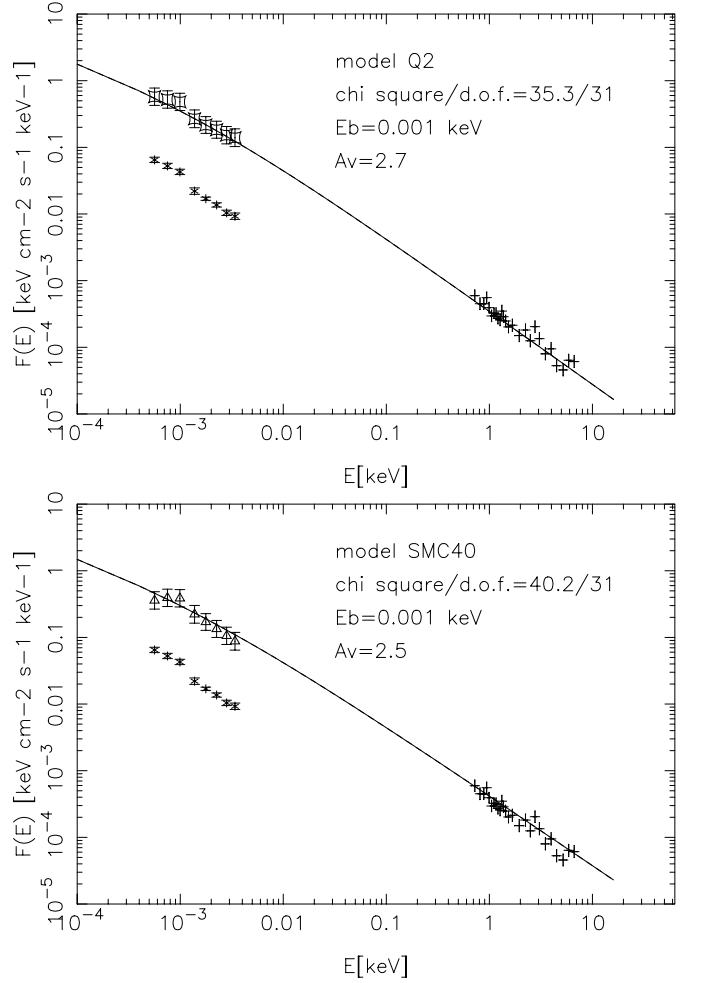 F(E) [keV cm−2 s−1 keV−1]
10
1
0.1
0.01
10−3
10−4
10−5
model Q2
chi square/d.o.f.=35.3/31
Eb=0.001 keV
Av=2.7
10−4 10−3 0.01 0.1 1 10
E[keV]
F(E) [keV cm−2 s−1 keV−1]
10
1
0.1
0.01
10−3
10−4
10−5
model SMC40
chi square/d.o.f.=40.2/31
Eb=0.001 keV
Av=2.5
10−4 10−3 0.01 0.1 1 10
E[keV]